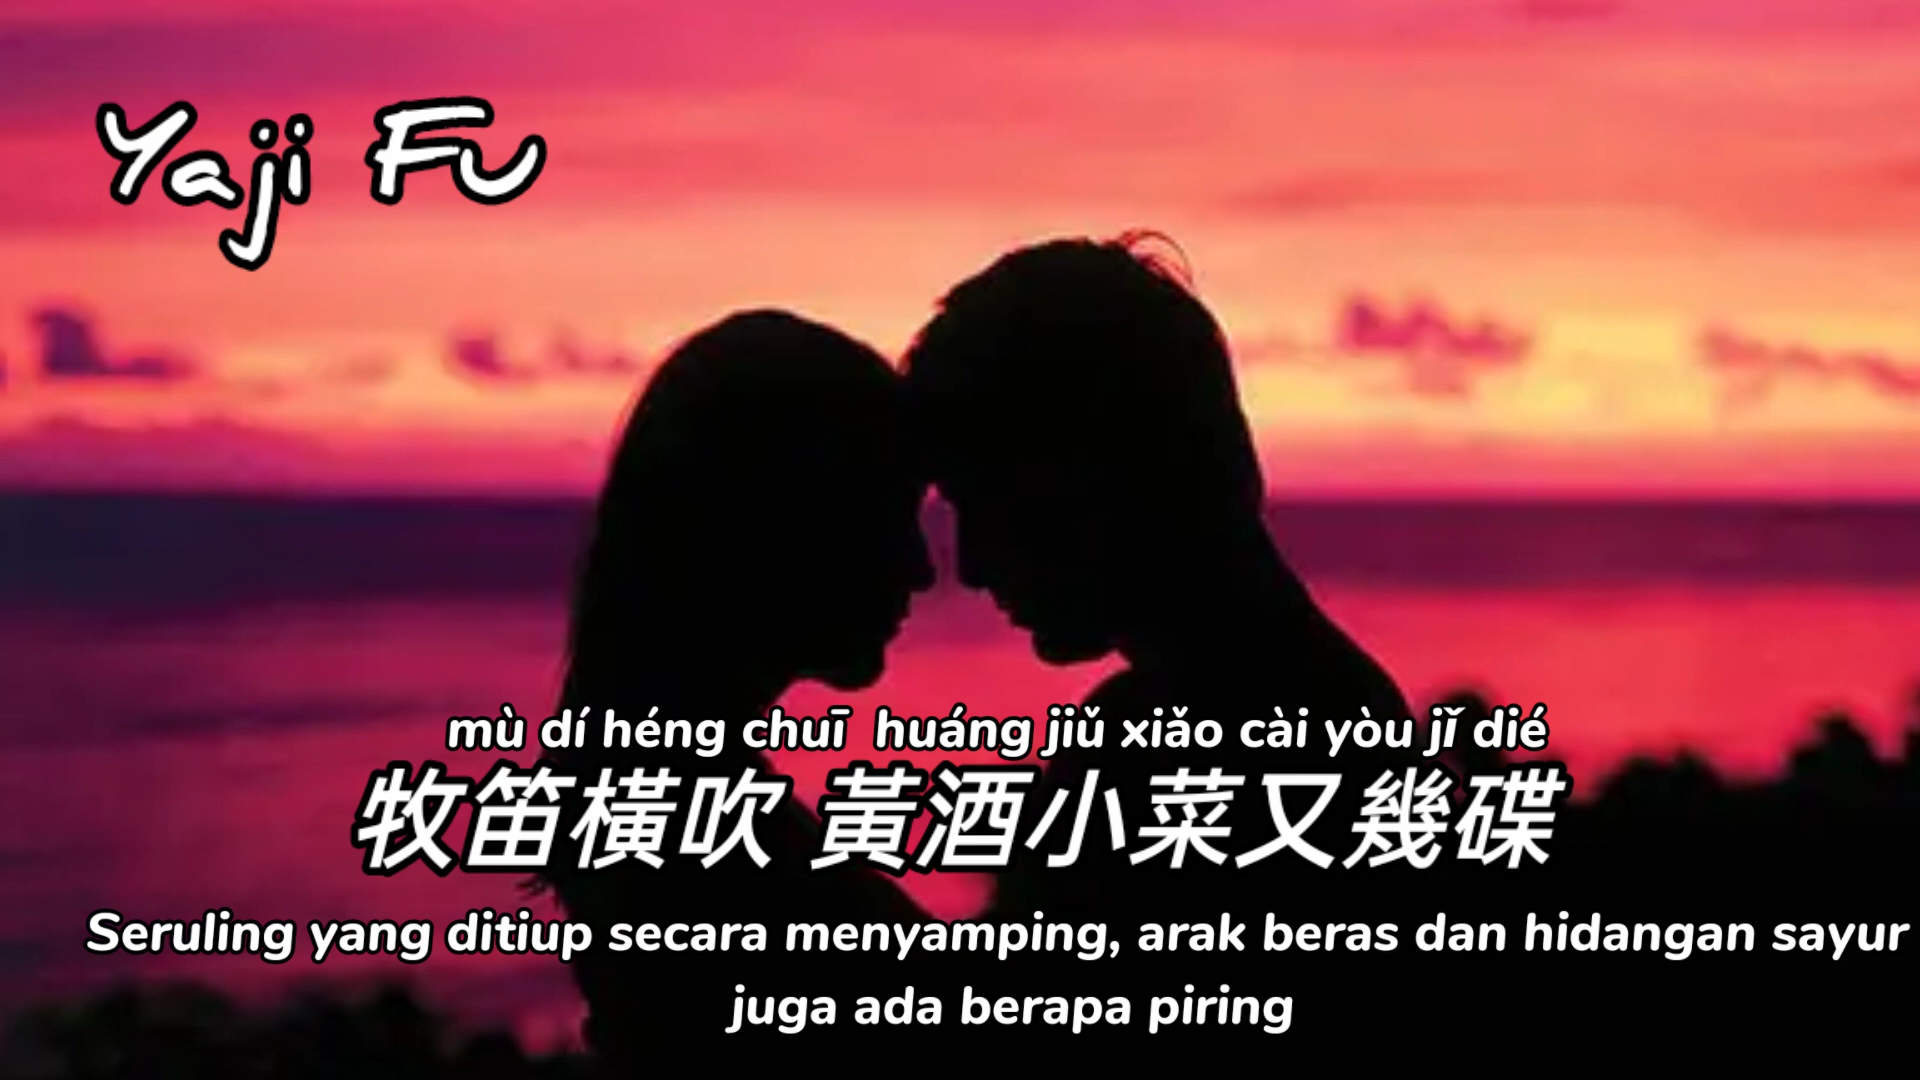 Yaji Fu
mù dí héng chuī huáng jiǔ xiǎo cài yòu jǐ dié
牧笛橫吹 黃酒小菜又幾碟
Seruling yang ditiup secara menyamping, arak beras dan hidangan sayur
juga ada berapa piring